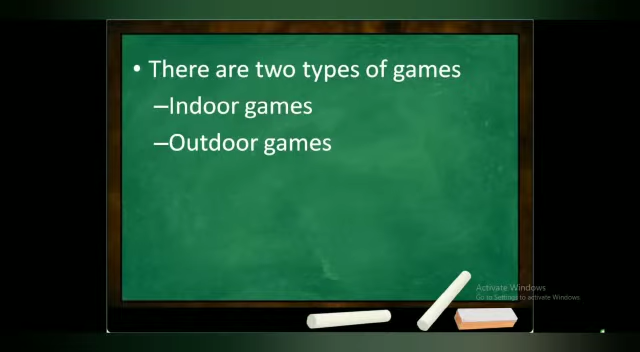 • There are two types of games
–Indoor games
–Outdoor games
Activate Windows
Go to Settings to activate Windows.